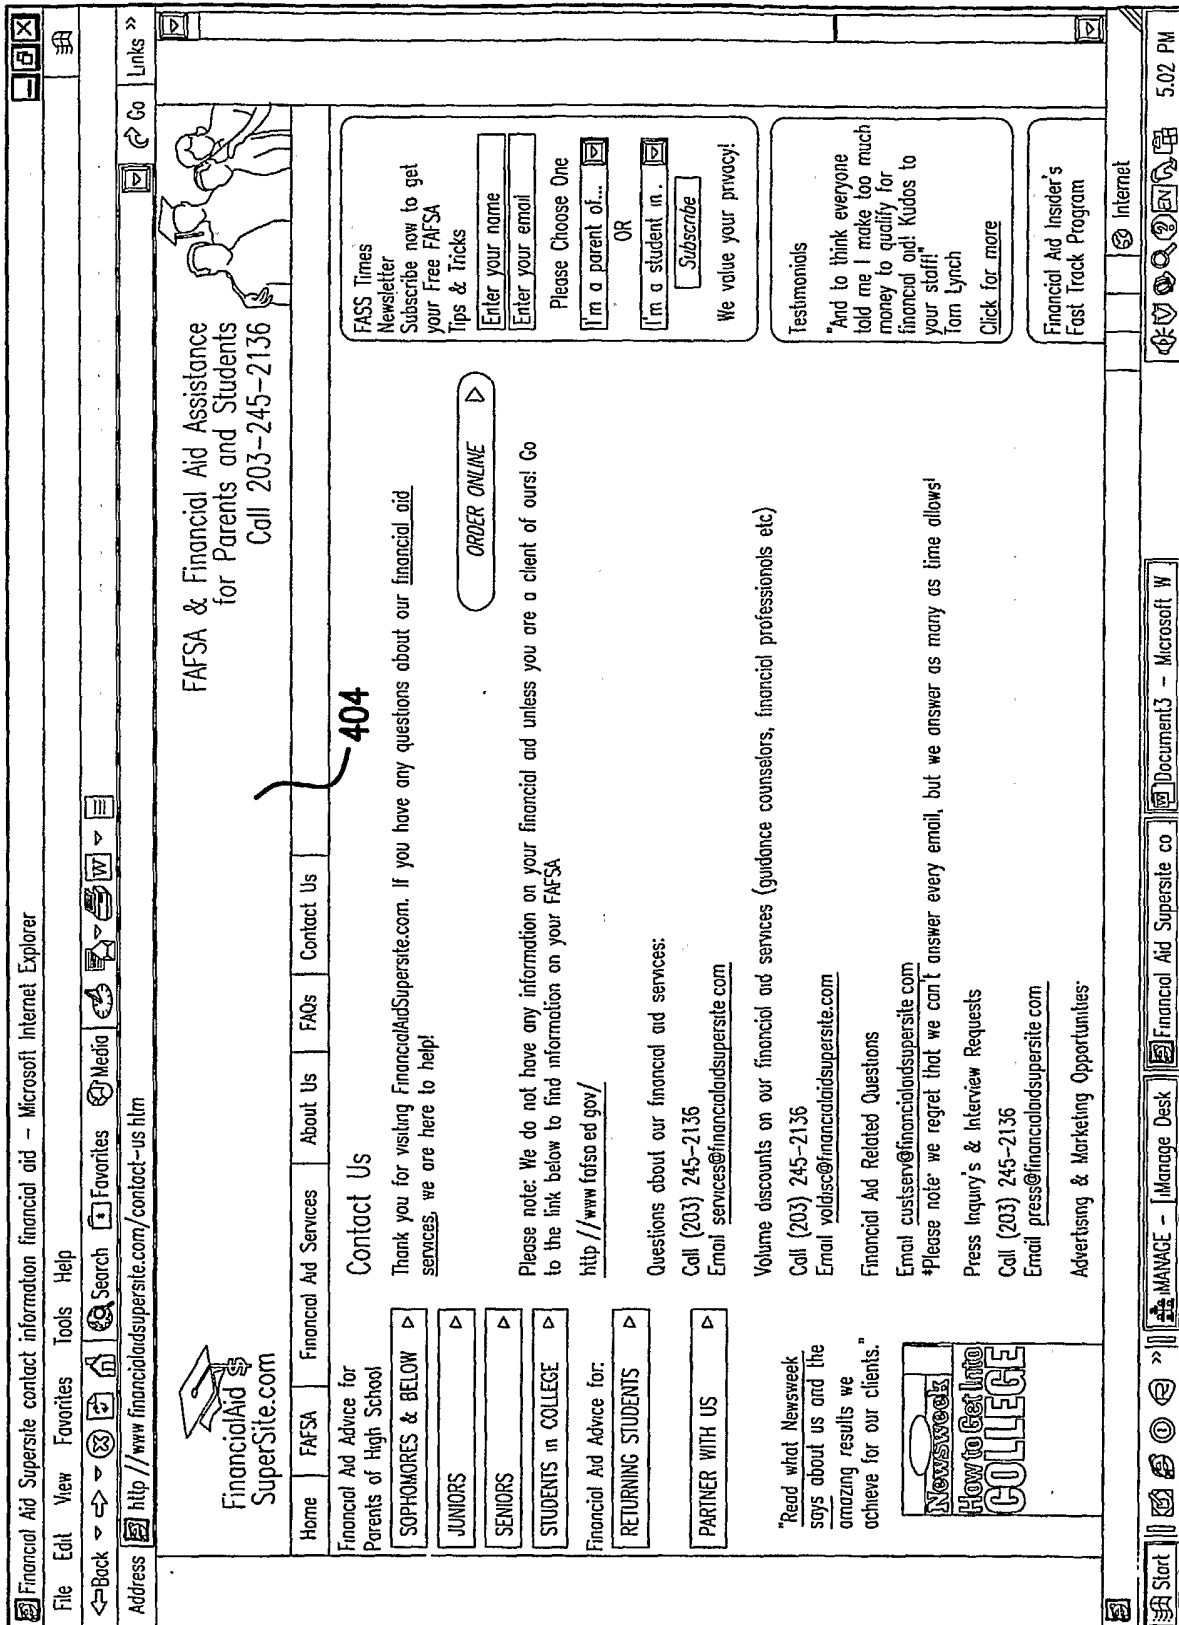 Financial Aid Supersite contact information financial aid – Microsoft Internet Explorer
File Edit View Favorites Tools Help
Back Search Favorites Media W
Address http://www financialaidsupersite.com/contact-us htm Go Links »
FinancialAid
SuperSite.com
FAFSA & Financial Aid Assistance
for Parents and Students
Call 203-245-2136
Home FAFSA Financial Aid Services About Us FAQs Contact Us
404
Financial Aid Advice for
Parents of High School
SOPHOMORES & BELOW
JUNIORS
SENIORS
STUDENTS in COLLEGE
Financial Aid Advice for:
RETURNING STUDENTS
PARTNER WITH US
"Read what Newsweek
says about us and the
amazing results we
achieve for our clients."
Newsweek
How to Get Into
COLLEGE
Contact Us
Thank you for visiting FinancialAidSupersite.com. If you have any questions about our financial aid
services, we are here to help!
ORDER ONLINE
Please note: We do not have any information on your financial aid unless you are a client of ours! Go
to the link below to find information on your FAFSA
http //www fafsa ed gov/
Questions about our financial aid services:
Call (203) 245-2136
Email services@financialaidsupersite com
Volume discounts on our financial aid services (guidance counselors, financial professionals etc)
Call (203) 245-2136
Email voldisc@financialaidsupersite.com
Financial Aid Related Questions
Email custserv@financialaidsupersite com
*Please note: we regret that we can't answer every email, but we answer as many as time allows!
Press Inquiry's & Interview Requests
Call (203) 245-2136
Email press@financialaidsupersite com
Advertising & Marketing Opportunities:
FASS Times
Newsletter
Subscribe now to get
your Free FAFSA
Tips & Tricks
Enter your name
Enter your email
Please Choose One
I'm a parent of...
OR
I'm a student in .
Subscribe
We value your privacy!
Testimonials
"And to think everyone
told me I make too much
money to qualify for
financial aid! Kudos to
your staff!"
Tom Lynch
Click for more
Financial Aid Insider's
Fast Track Program
Internet
Start » iMANAGE – [iManage Desk Financial Aid Supersite co Document3 – Microsoft W EN 5.02 PM